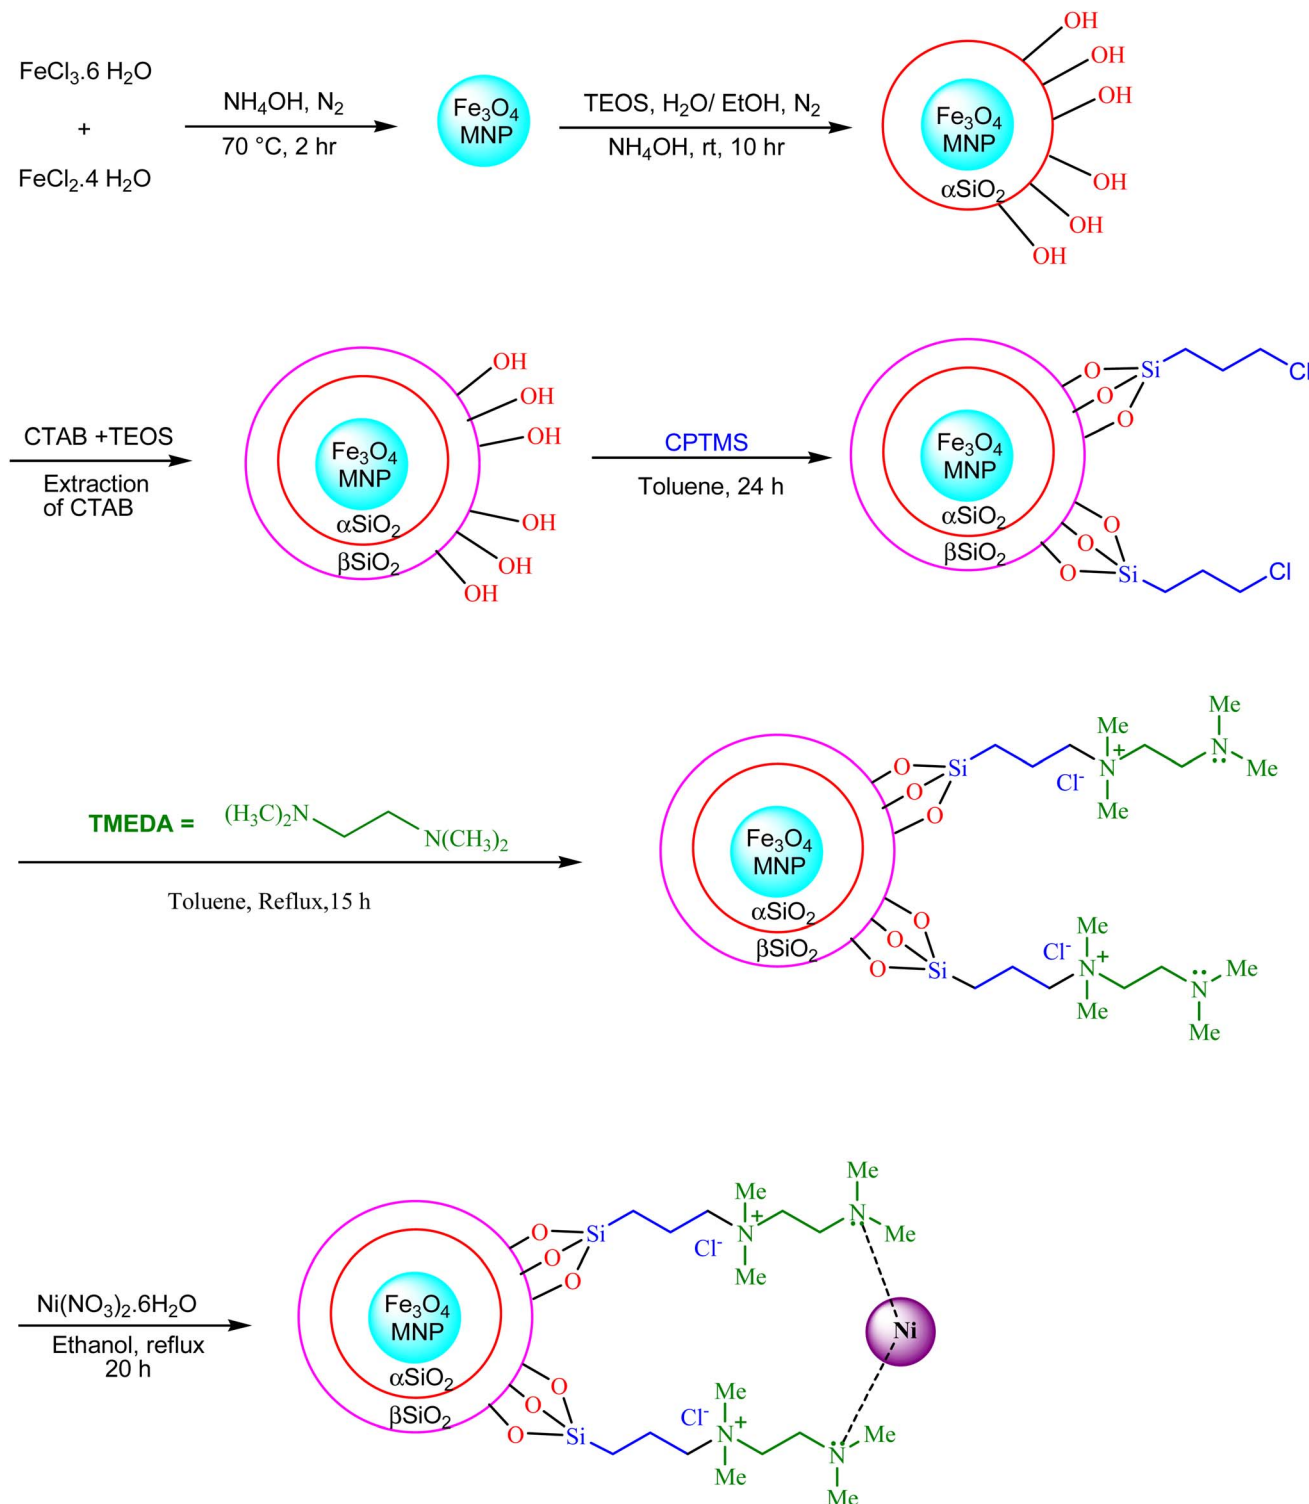 FeCl₃.6 H₂O
+
FeCl₂.4 H₂O
NH₄OH, N₂
70 °C, 2 hr
Fe₃O₄
MNP
TEOS, H₂O/ EtOH, N₂
NH₄OH, rt, 10 hr
OH
OH
OH
Fe₃O₄
MNP
αSiO₂
OH
OH
OH
CTAB +TEOS
Extraction
of CTAB
OH
OH
OH
Fe₃O₄
MNP
αSiO₂
βSiO₂
OH
OH
OH
CPTMS
Toluene, 24 h
Fe₃O₄
MNP
αSiO₂
βSiO₂
O
O
O
Si
Cl
O
O
O
Si
Cl
TMEDA =
(H₃C)₂N
N(CH₃)₂
Toluene, Reflux,15 h
Fe₃O₄
MNP
αSiO₂
βSiO₂
O
O
O
Si
Cl⁻
Me
N⁺
Me
Me
N̈
Me
O
O
O
Si
Cl⁻
Me
N⁺
Me
N̈
Me
Me
Ni(NO₃)₂.6H₂O
Ethanol, reflux
20 h
Fe₃O₄
MNP
αSiO₂
βSiO₂
O
O
O
Si
Cl⁻
Me
N⁺
Me
Me
N̈
Me
Ni
O
O
O
Si
Cl⁻
Me
N⁺
Me
N̈
Me
Me